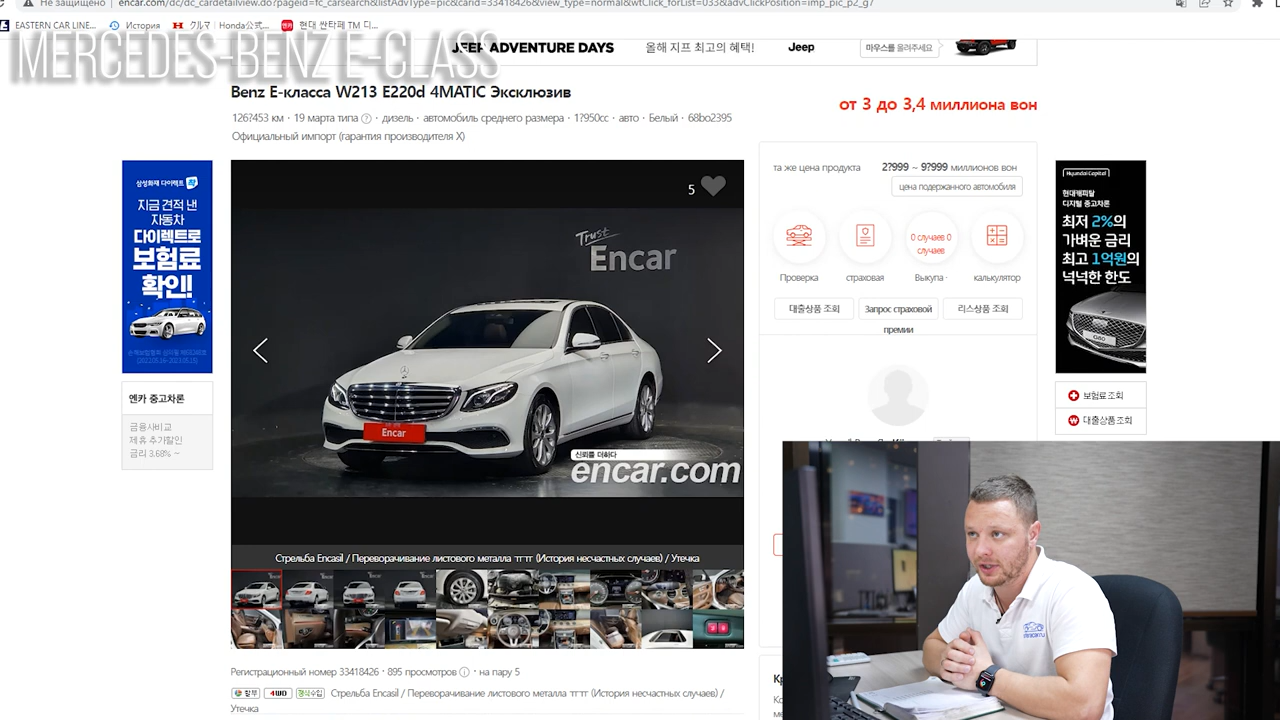 Не защищено encar.com/dc/dc_cardetailview.do?pageid=fc_carsearch&listAdvType=pic&carid=33418426&view_type=normal&wtClick_forList=033&advClickPosition=imp_pic_p2_g7
EASTERN CAR LINE... История クルマ | Honda公式... 현대 싼타페 TM 디...
MERCEDES-BENZ E-CLASS
JEEP ADVENTURE DAYS 올해 지프 최고의 혜택! Jeep 마우스를 올려주세요
Benz E-класса W213 E220d 4MATIC Эксклюзив
от 3 до 3,4 миллиона вон
126?453 км · 19 марта типа ? · дизель · автомобиль среднего размера · 1?950cc · авто · Белый · 68bo2395
Официальный импорт (гарантия производителя X)
삼성화재 다이렉트 착
지금 견적 낸
자동차
다이렉트로
보험료
확인!
엔카 중고차론
금융사비교
제휴 추가할인
금리 3.68% ~
5
Trust
Encar
Encar
신뢰를 더하다
encar.com
Стрельба Encasil / Переворачивание листового металла ㅠㅠ (История несчастных случаев) / Утечка
Регистрационный номер 33418426 · 895 просмотров · на пару 5
4WD 정식수입 Стрельба Encasil / Переворачивание листового металла ㅠㅠ (История несчастных случаев) /
Утечка
та же цена продукта 2?999 ~ 9?999 миллионов вон
цена подержанного автомобиля
0 случаев 0
случаев
Проверка страховая Выкупа · калькулятор
대출상품 조회 Запрос страховой
премии
리스상품 조회
Hyundai Capital
현대캐피탈
디지털 중고차론
최저 2%의
가벼운 금리
최고 1억원의
넉넉한 한도
G80
보험료조회
대출상품조회